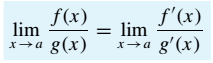 lim_{x→a} f(x)/g(x) = lim_{x→a} f′(x)/g′(x)